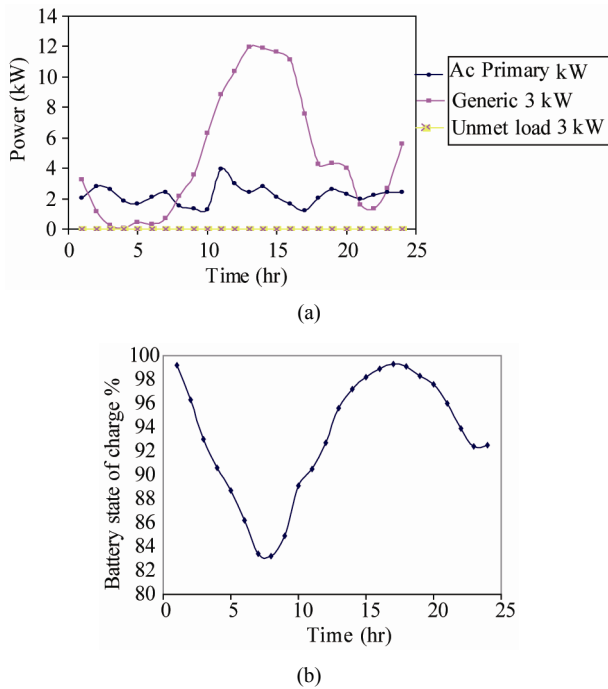 14
12
10
8
6
4
2
0
Power (kW)
0 5 10 15 20 25
Time (hr)
Ac Primary kW
Generic 3 kW
Unmet load 3 kW
(a)
100
98
96
94
92
90
88
86
84
82
80
Battery state of charge %
0 5 10 15 20 25
Time (hr)
(b)